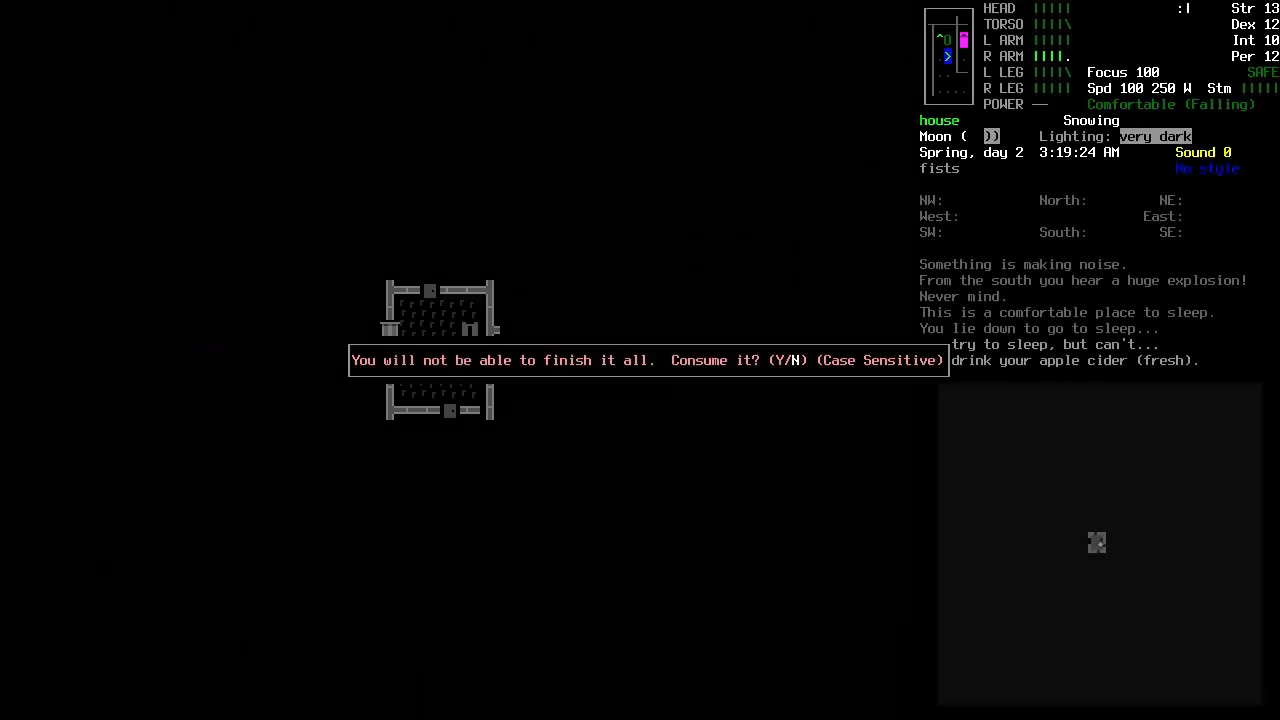 HEAD ||||| :| Str 13
TORSO ||||\ Dex 12
L ARM ||||| Int 10
R ARM ||||. Per 12
L LEG ||||\ Focus 100 SAFE
R LEG ||||| Spd 100 250 W Stm |||||
POWER —— Comfortable (Falling)
house Snowing
Moon ( )) Lighting: very dark
Spring, day 2 3:19:24 AM Sound 0
fists No style
NW: North: NE:
West: East:
SW: South: SE:
Something is making noise.
From the south you hear a huge explosion!
Never mind.
This is a comfortable place to sleep.
You lie down to go to sleep...
try to sleep, but can't...
You will not be able to finish it all. Consume it? (Y/N) (Case Sensitive)
drink your apple cider (fresh).